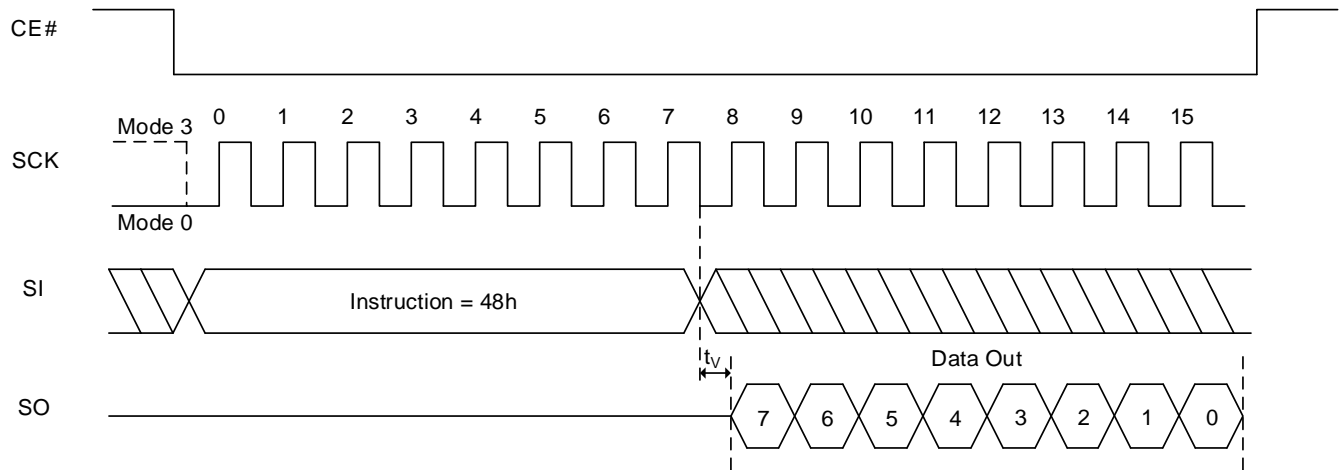 CE#
0 1 2 3 4 5 6 7 8 9 10 11 12 13 14 15
Mode 3
SCK
Mode 0
SI
Instruction = 48h
tV
Data Out
SO
7 6 5 4 3 2 1 0